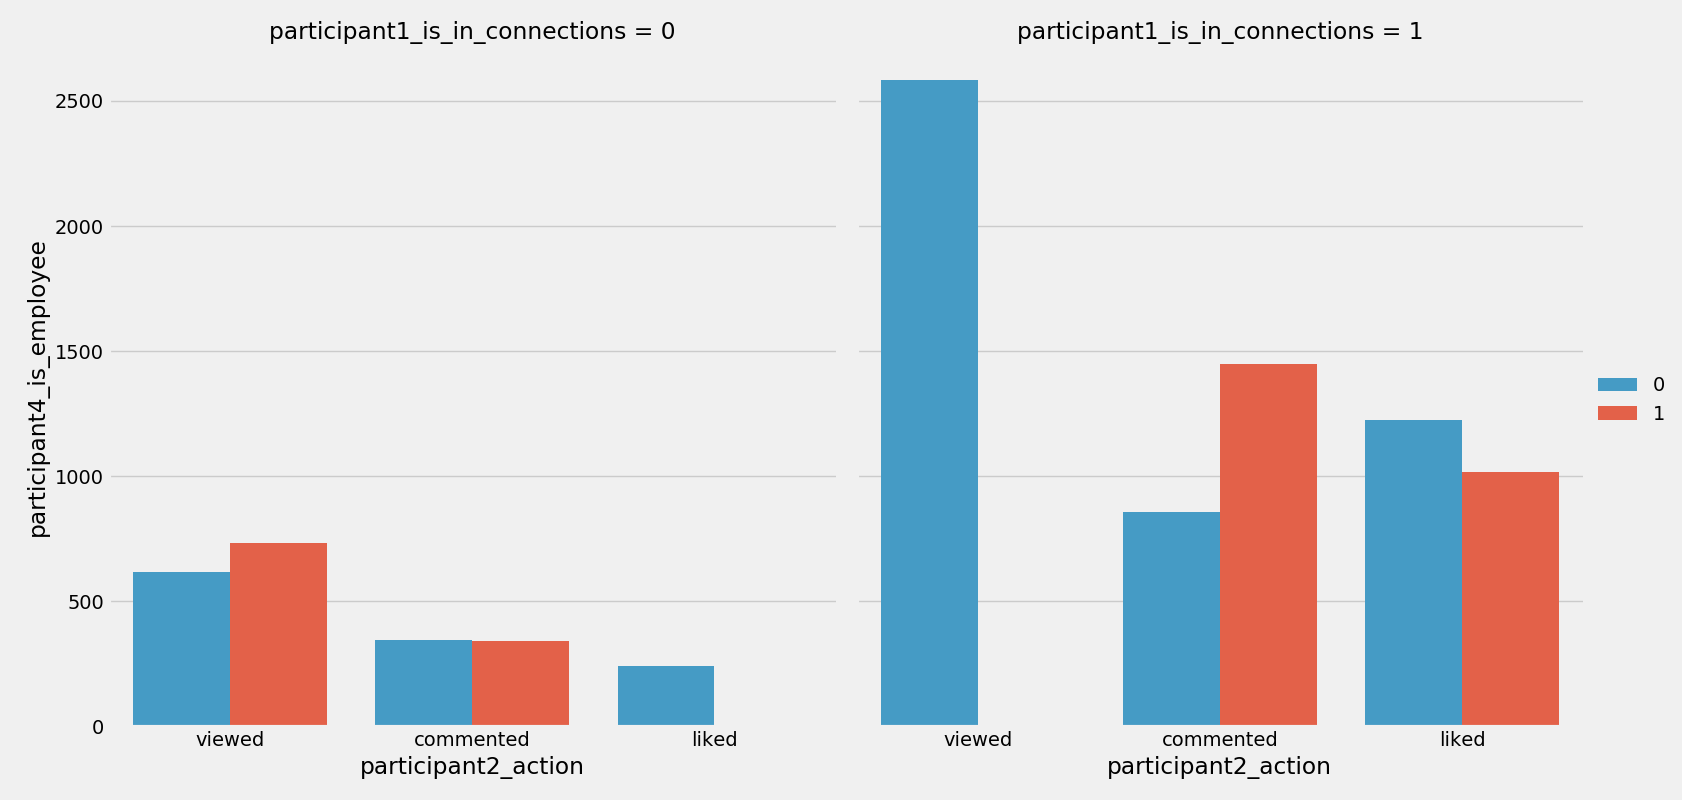 participant1_is_in_connections = 0
participant1_is_in_connections = 1
participant4_is_employee
2500
2000
1500
1000
500
0
viewed
commented
liked
participant2_action
viewed
commented
liked
participant2_action
0
1